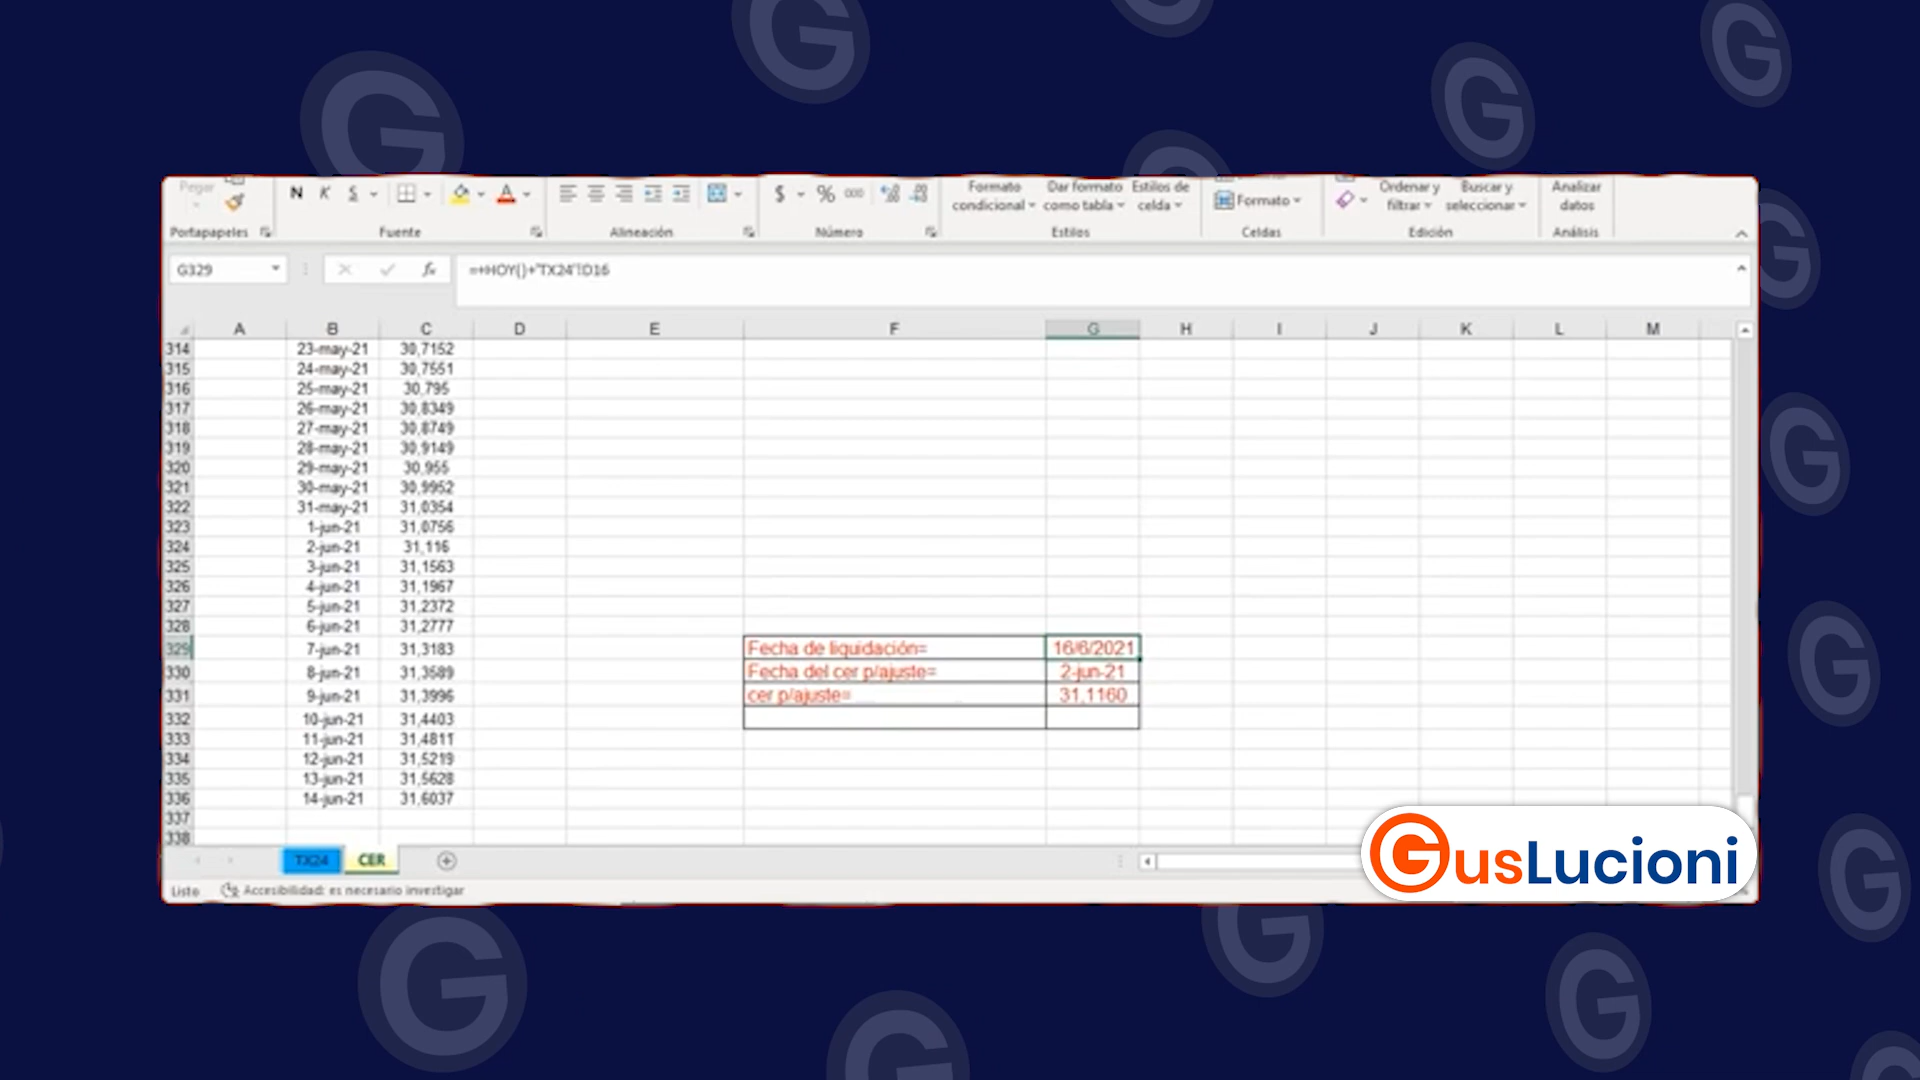 Pegar
N K S
$ % 000
Formato condicional
Dar formato como tabla
Estilos de celda
Formato
Ordenar y filtrar
Buscar y seleccionar
Analizar datos
Portapapeles Fuente Alineación Número Estilos Celdas Edición Análisis
G329 fx =+HOY()+'TX24'!D16
A B C D E F G H I J K L M
314 23-may-21 30,7152
315 24-may-21 30,7551
316 25-may-21 30,795
317 26-may-21 30,8349
318 27-may-21 30,8749
319 28-may-21 30,9149
320 29-may-21 30,955
321 30-may-21 30,9952
322 31-may-21 31,0354
323 1-jun-21 31,0756
324 2-jun-21 31,116
325 3-jun-21 31,1563
326 4-jun-21 31,1967
327 5-jun-21 31,2372
328 6-jun-21 31,2777
329 7-jun-21 31,3183 Fecha de liquidación= 16/6/2021
330 8-jun-21 31,3589 Fecha del cer p/ajuste= 2-jun-21
331 9-jun-21 31,3996 cer p/ajuste= 31,1160
332 10-jun-21 31,4403
333 11-jun-21 31,4811
334 12-jun-21 31,5219
335 13-jun-21 31,5628
336 14-jun-21 31,6037
337
338
TX24 CER
Listo Accesibilidad: es necesario investigar
GusLucioni